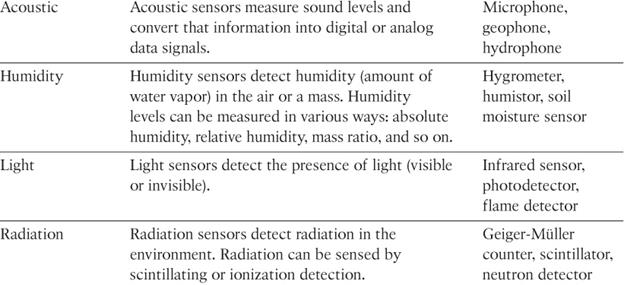 Acoustic Acoustic sensors measure sound levels and Microphone,
convert that information into digital or analog geophone,
data signals. hydrophone
Humidity Humidity sensors detect humidity (amount of Hygrometer,
water vapor) in the air or a mass. Humidity humistor, soil
levels can be measured in various ways: absolute moisture sensor
humidity, relative humidity, mass ratio, and so on.
Light Light sensors detect the presence of light (visible Infrared sensor,
or invisible). photodetector,
flame detector
Radiation Radiation sensors detect radiation in the Geiger-Müller
environment. Radiation can be sensed by counter, scintillator,
scintillating or ionization detection. neutron detector